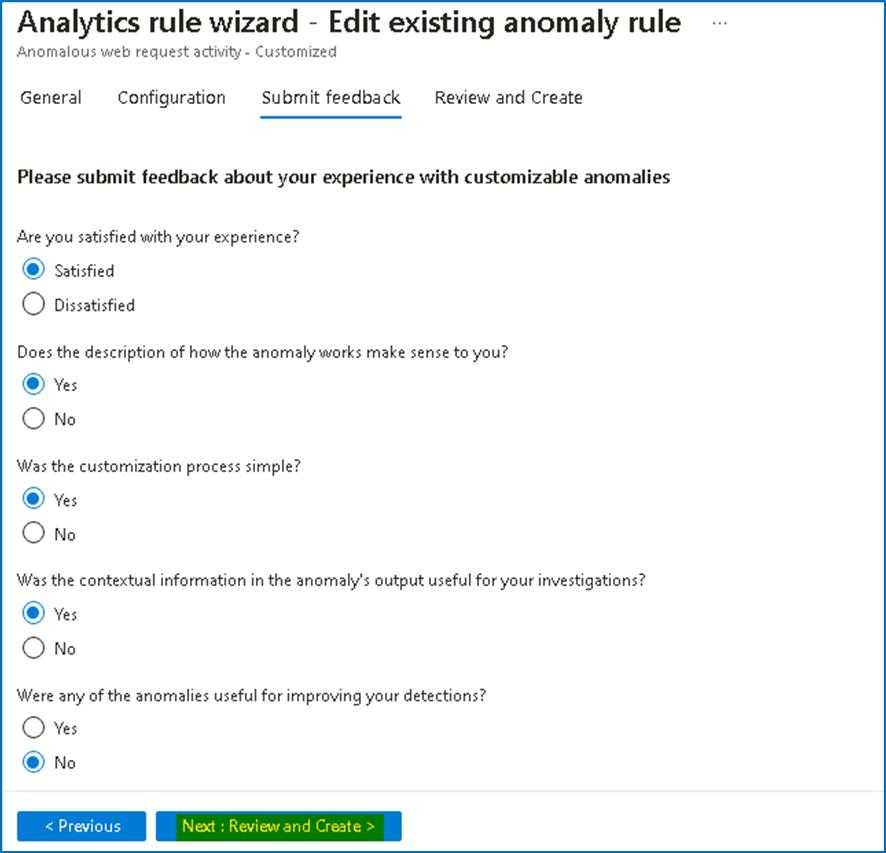 Analytics rule wizard - Edit existing anomaly rule ...
Anomalous web request activity - Customized
General Configuration Submit feedback Review and Create
Please submit feedback about your experience with customizable anomalies
Are you satisfied with your experience?
Satisfied
Dissatisfied
Does the description of how the anomaly works make sense to you?
Yes
No
Was the customization process simple?
Yes
No
Was the contextual information in the anomaly's output useful for your investigations?
Yes
No
Were any of the anomalies useful for improving your detections?
Yes
No
< Previous Next : Review and Create >